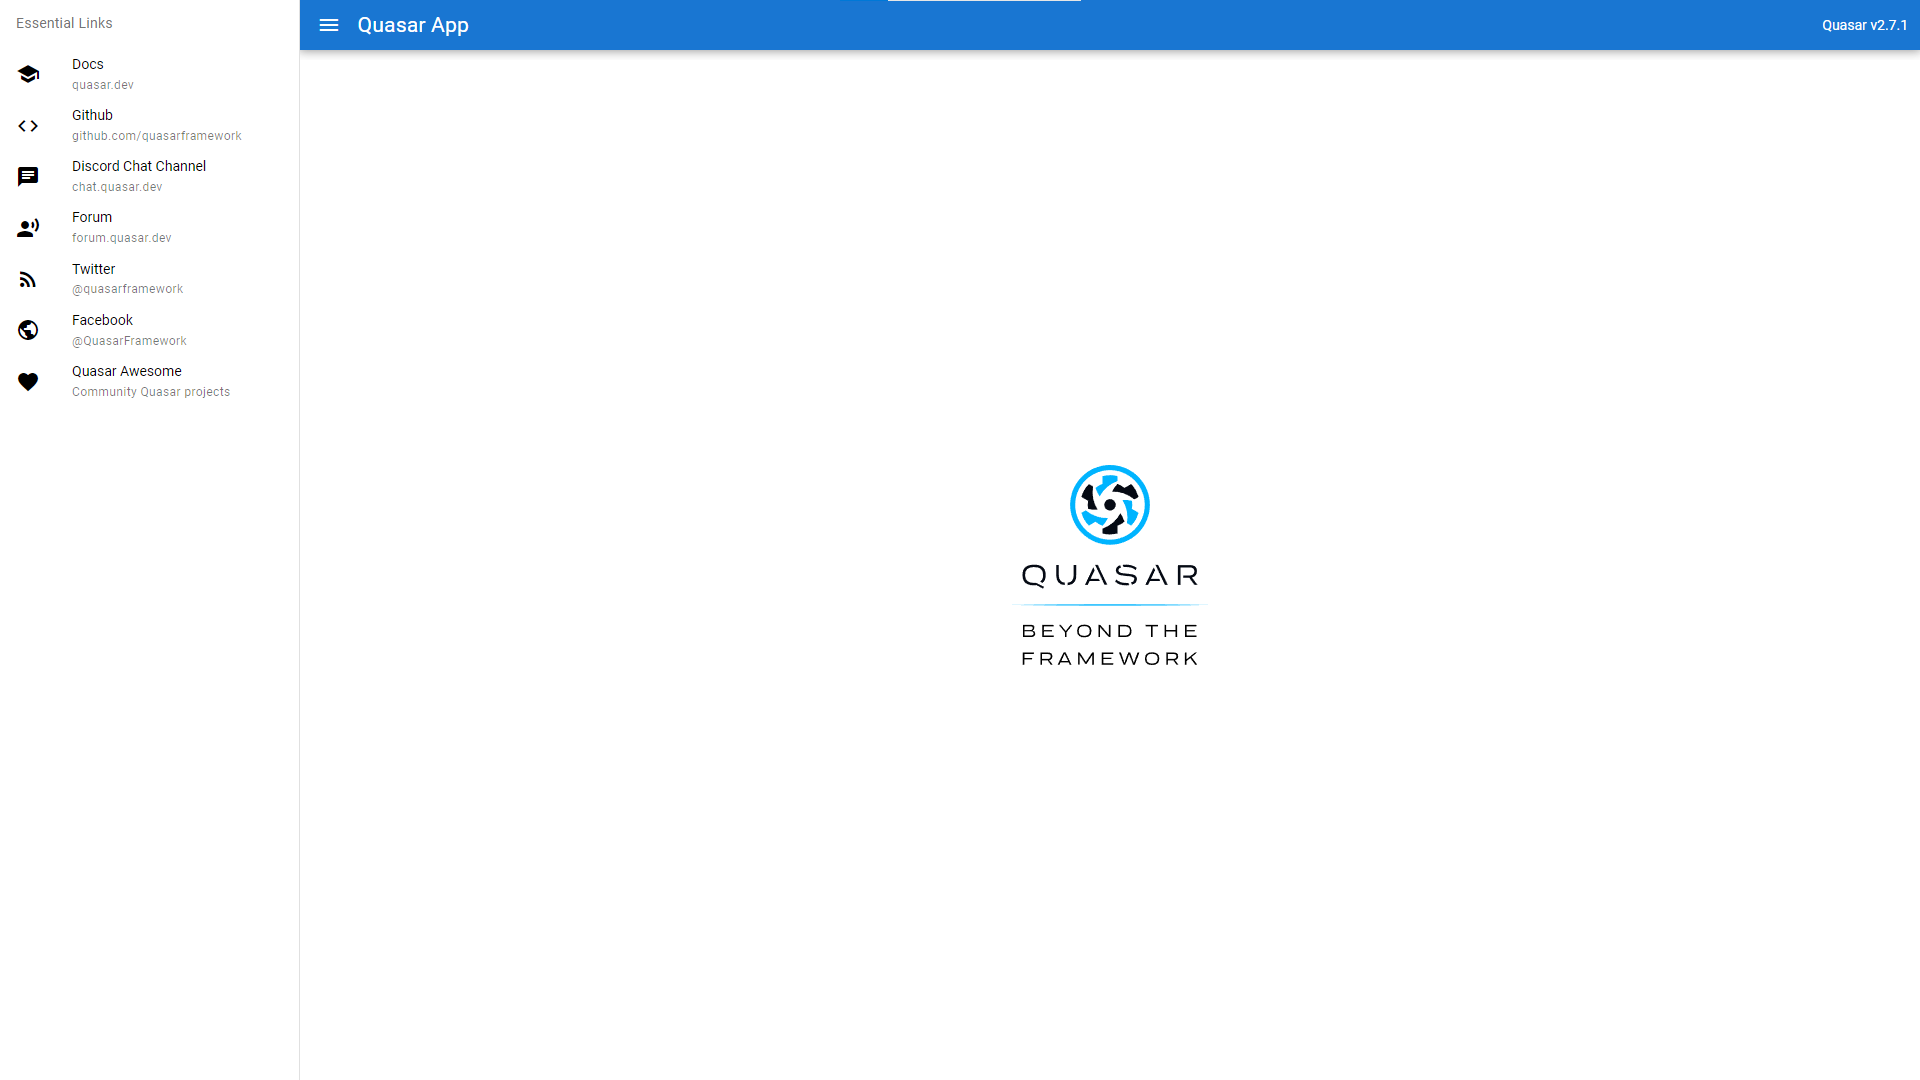 Essential Links
Docs
quasar.dev
Github
github.com/quasarframework
Discord Chat Channel
chat.quasar.dev
Forum
forum.quasar.dev
Twitter
@quasarframework
Facebook
@QuasarFramework
Quasar Awesome
Community Quasar projects
Quasar App
Quasar v2.7.1
QUASAR
BEYOND THE
FRAMEWORK